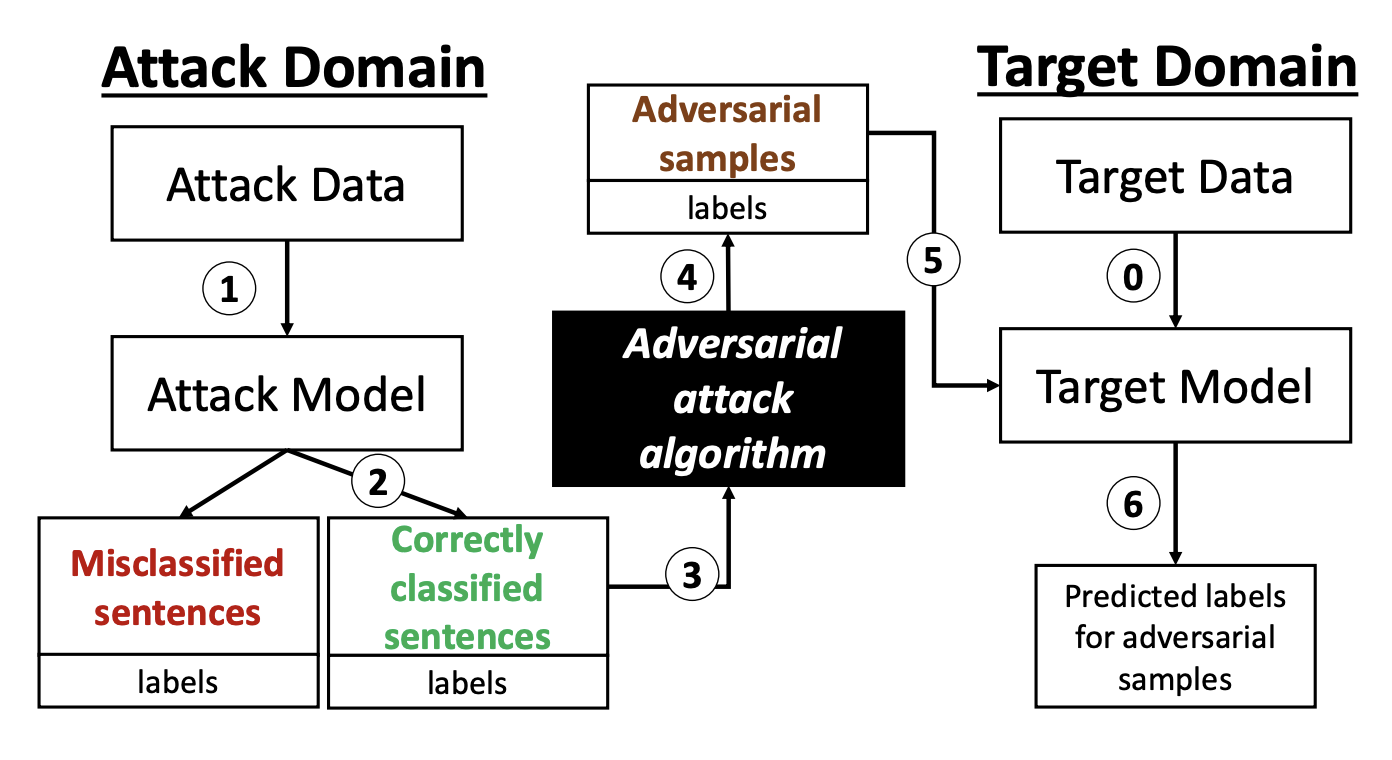 Attack Domain
Target Domain
Attack Data
1
Attack Model
2
Misclassified
sentences
labels
Correctly
classified
sentences
labels
3
Adversarial
attack
algorithm
4
Adversarial
samples
labels
5
Target Data
0
Target Model
6
Predicted labels
for adversarial
samples